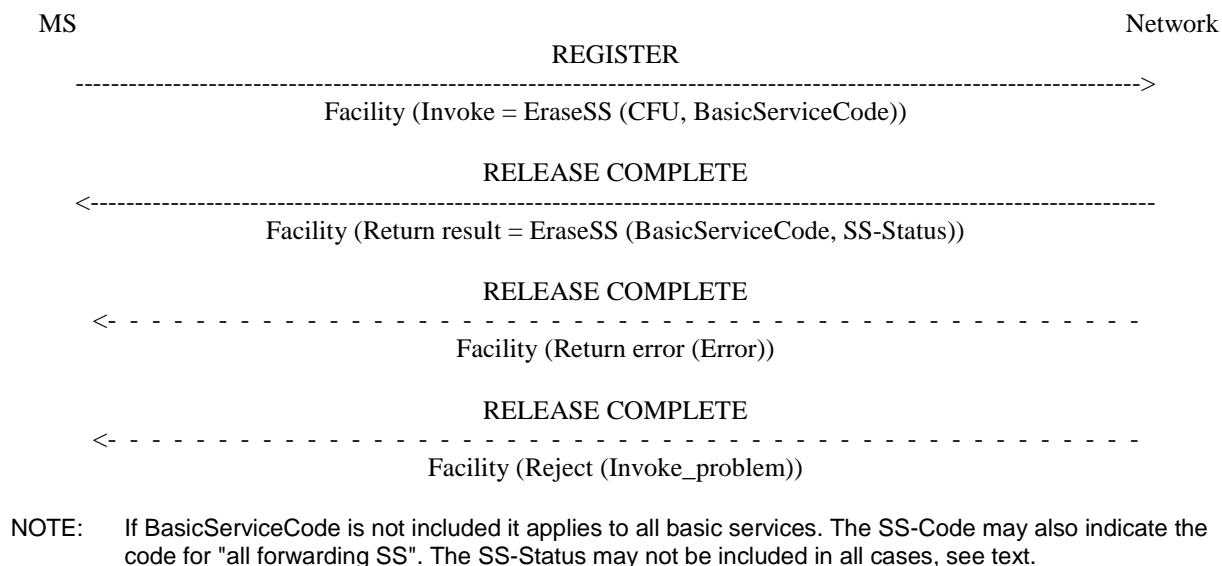 MS Network
REGISTER
------------------------------------------------------------------------------------------------------------------------>
Facility (Invoke = EraseSS (CFU, BasicServiceCode))
RELEASE COMPLETE
<------------------------------------------------------------------------------------------------------------------------
Facility (Return result = EraseSS (BasicServiceCode, SS-Status))
RELEASE COMPLETE
<- - - - - - - - - - - - - - - - - - - - - - - - - - - - - - - - - - - - - - - - - - - - - - - - -
Facility (Return error (Error))
RELEASE COMPLETE
<- - - - - - - - - - - - - - - - - - - - - - - - - - - - - - - - - - - - - - - - - - - - - - - - -
Facility (Reject (Invoke_problem))
NOTE: If BasicServiceCode is not included it applies to all basic services. The SS-Code may also indicate the
code for "all forwarding SS". The SS-Status may not be included in all cases, see text.